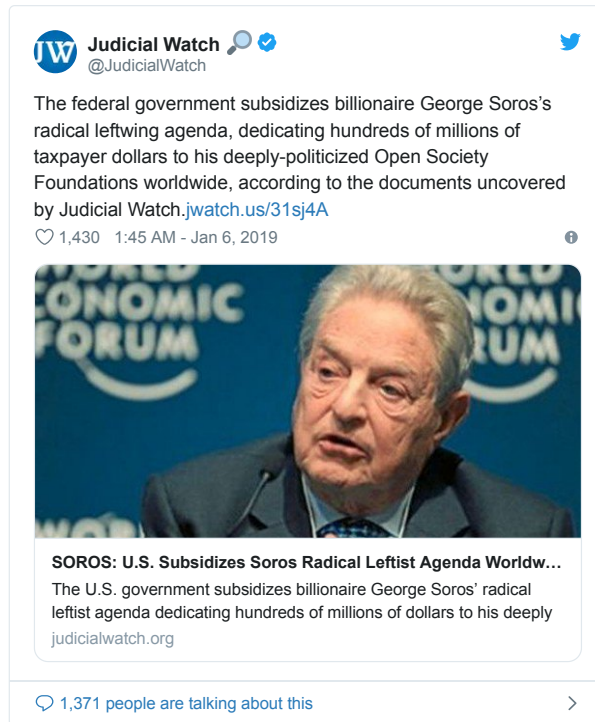 JW
Judicial Watch
@JudicialWatch
The federal government subsidizes billionaire George Soros's
radical leftwing agenda, dedicating hundreds of millions of
taxpayer dollars to his deeply-politicized Open Society
Foundations worldwide, according to the documents uncovered
by Judicial Watch.jwatch.us/31sj4A
1,430 1:45 AM - Jan 6, 2019
ECONOMIC
FORUM
SOROS: U.S. Subsidizes Soros Radical Leftist Agenda Worldw…
The U.S. government subsidizes billionaire George Soros' radical
leftist agenda dedicating hundreds of millions of dollars to his deeply
judicialwatch.org
1,371 people are talking about this